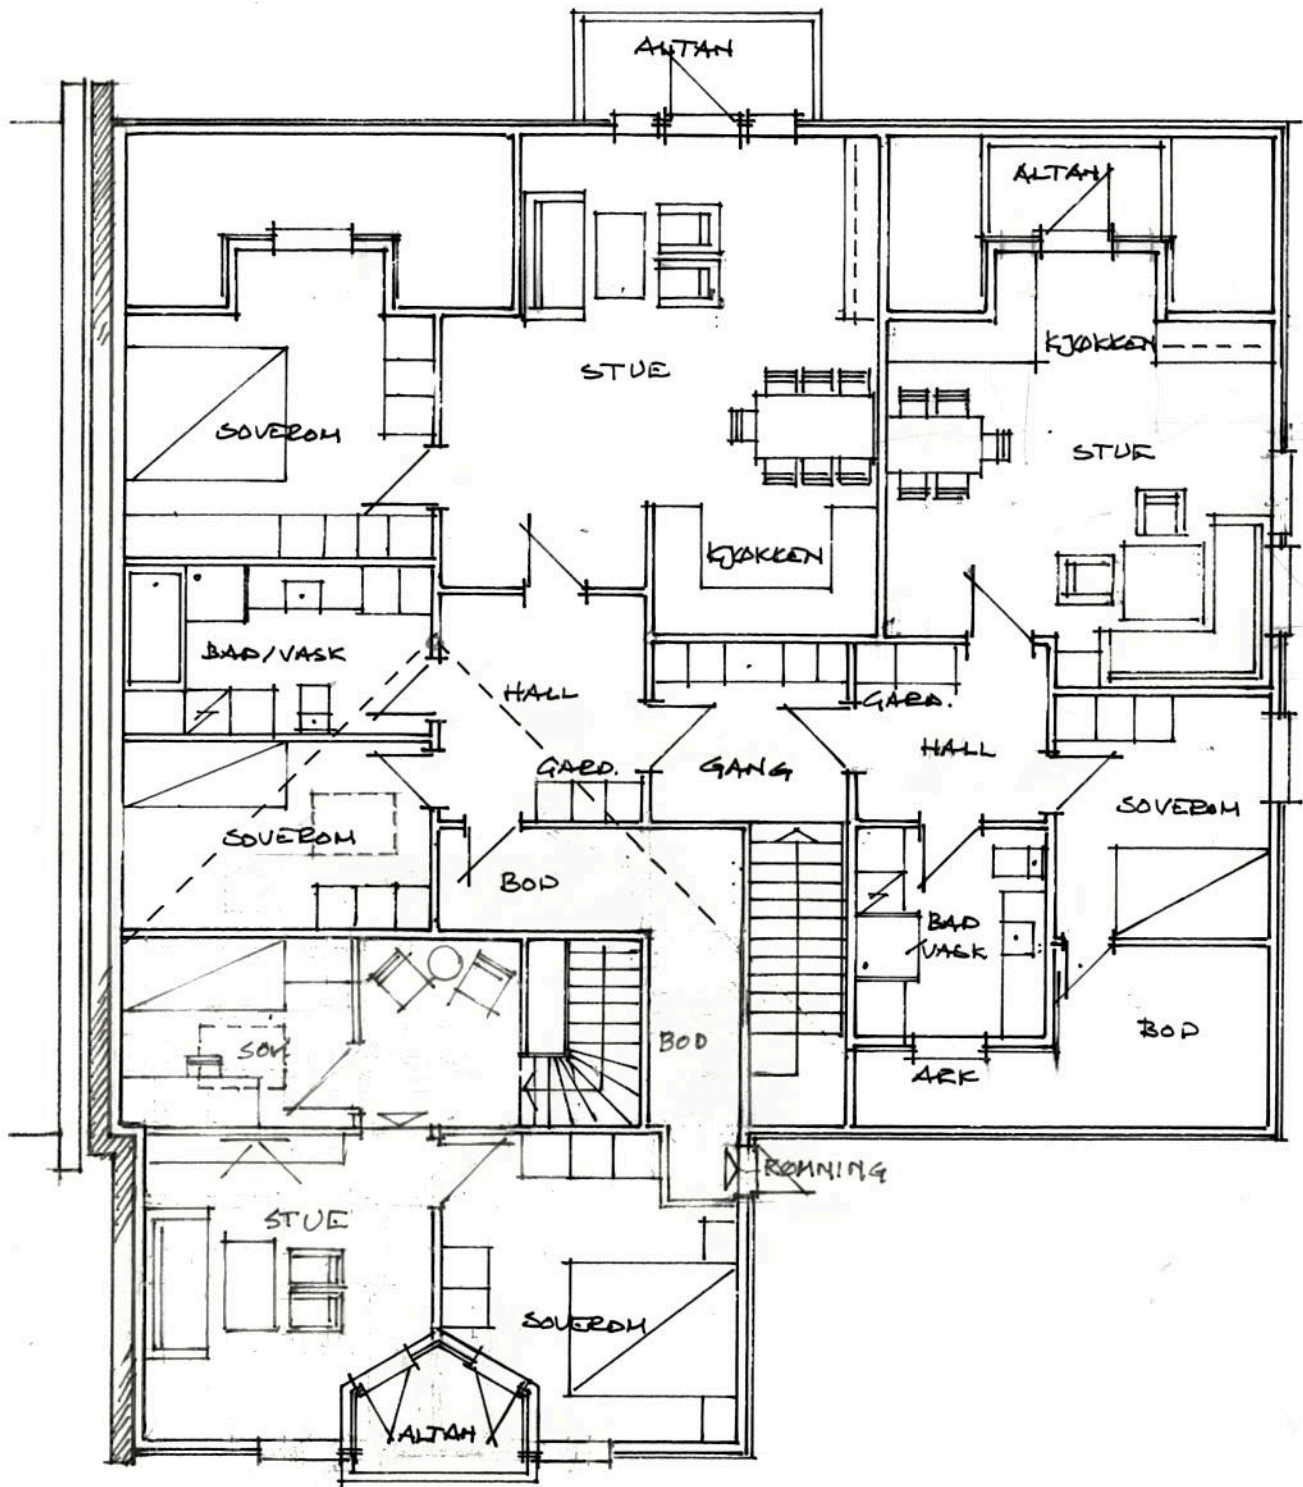 ALTAN
ALTAN
KJØKKEN
STUE
SOVEROM
STUE
KJØKKEN
BAD/VASK
HALL
GARD.
HALL
GARD.
GANG
SOVEROM
SOVEROM
BOD
BAD
VASK
BOD
BOD
SOV
ARK
RØMNING
STUE
SOVEROM
ALTAN